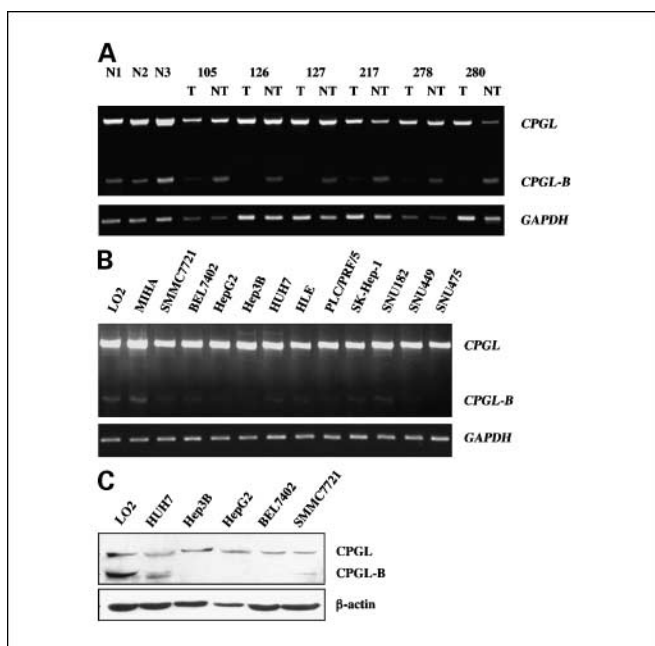 A
N1 N2 N3 105 126 127 217 278 280
T NT T NT T NT T NT T NT T NT
CPGL
CPGL-B
GAPDH
B
LO2 MIHA SMMC7721 BEL7402 HepG2 Hep3B HUH7 HLE PLC/PRF/5 SK-Hep-1 SNU182 SNU449 SNU475
CPGL
CPGL-B
GAPDH
C
LO2 HUH7 Hep3B HepG2 BEL7402 SMMC7721
CPGL
CPGL-B
β-actin